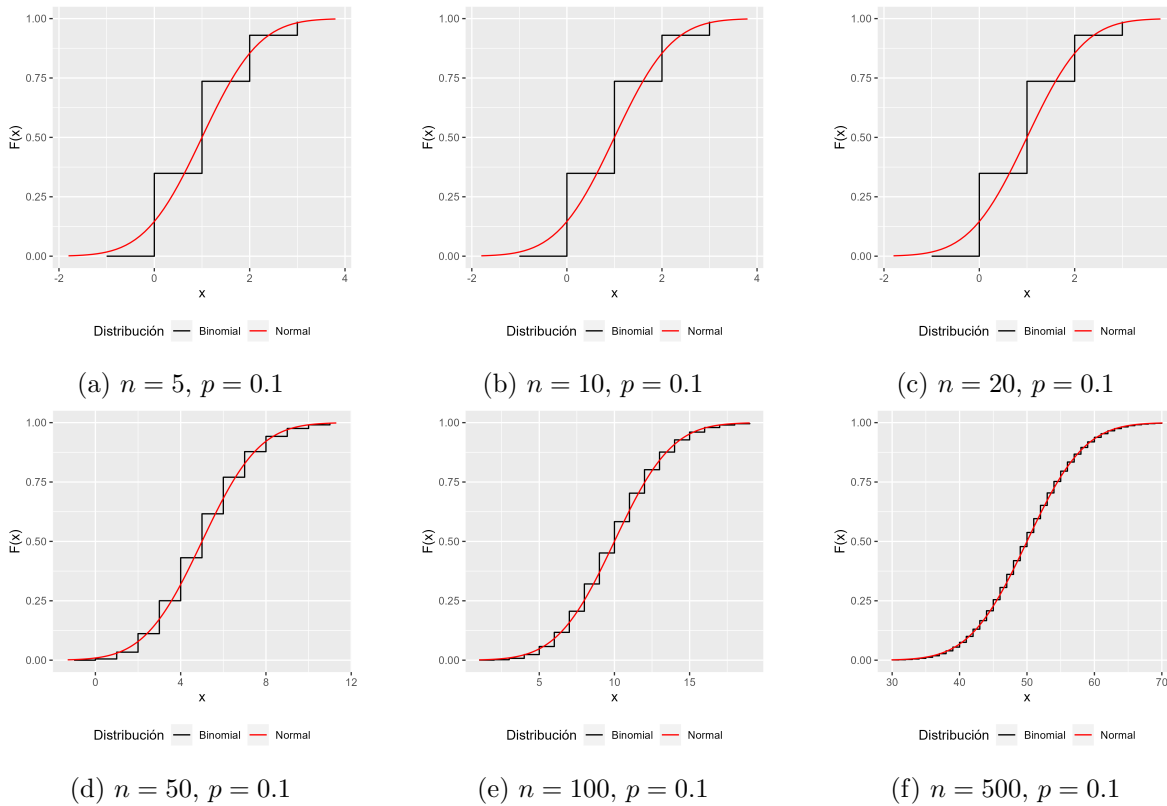 1.00
0.75
0.50
0.25
0.00
F(x)
-2 0 2 4
x
Distribución Binomial Normal
(a) n = 5, p = 0.1
1.00
0.75
0.50
0.25
0.00
F(x)
-2 0 2 4
x
Distribución Binomial Normal
(b) n = 10, p = 0.1
1.00
0.75
0.50
0.25
0.00
F(x)
-2 0 2
x
Distribución Binomial Normal
(c) n = 20, p = 0.1
1.00
0.75
0.50
0.25
0.00
F(x)
0 4 8 12
x
Distribución Binomial Normal
(d) n = 50, p = 0.1
1.00
0.75
0.50
0.25
0.00
F(x)
5 10 15
x
Distribución Binomial Normal
(e) n = 100, p = 0.1
1.00
0.75
0.50
0.25
0.00
F(x)
30 40 50 60 70
x
Distribución Binomial Normal
(f) n = 500, p = 0.1